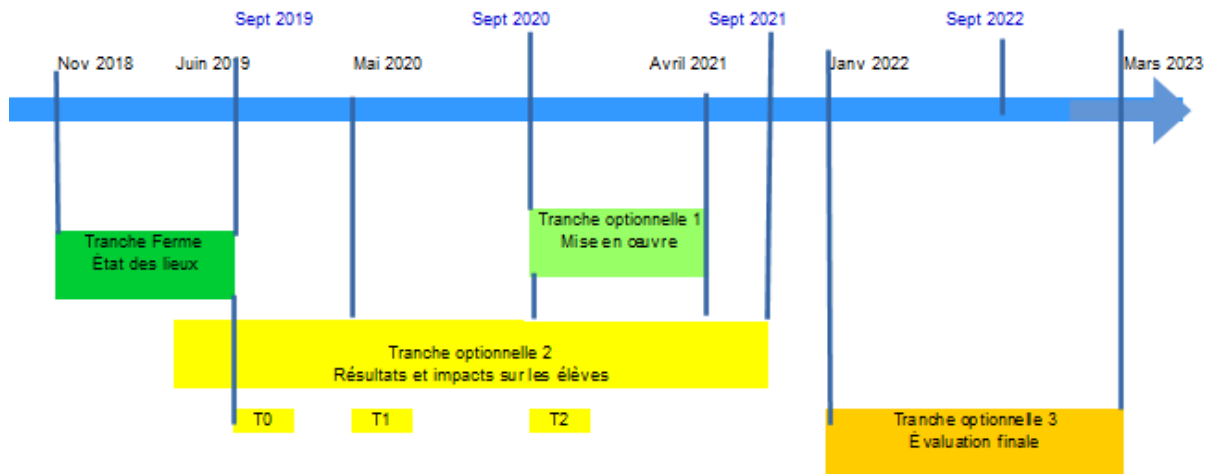 Sept 2019
Sept 2020
Sept 2021
Sept 2022
Nov 2018
Juin 2019
Mai 2020
Avril 2021
Janv 2022
Mars 2023
Tranche optionnelle 1
Mise en œuvre
Tranche Ferme
État des lieux
Tranche optionnelle 2
Résultats et impacts sur les élèves
T0
T1
T2
Tranche optionnelle 3
Évaluation finale